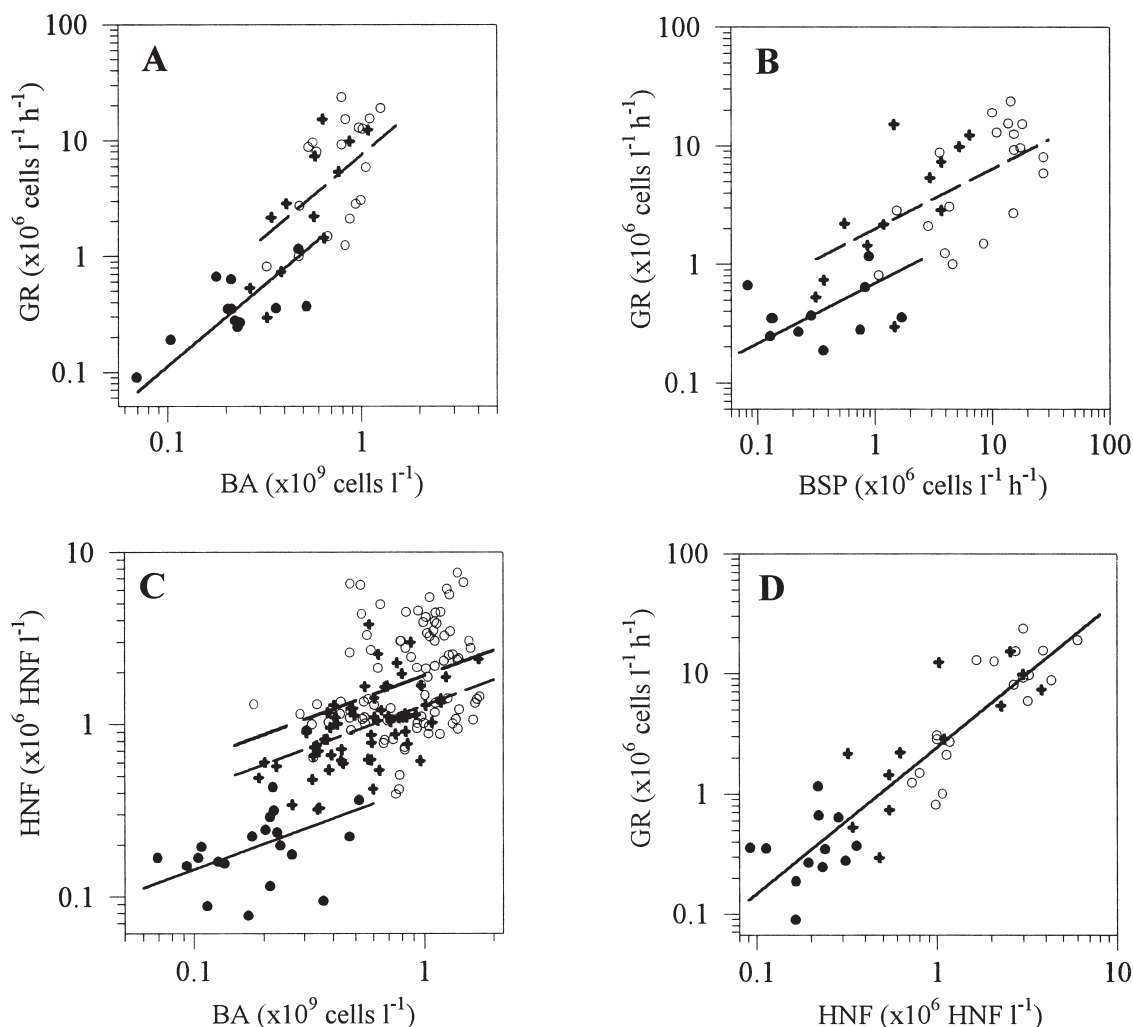 A
GR (x10⁶ cells l⁻¹ h⁻¹)
100
10
1
0.1
0.1
1
BA (x10⁹ cells l⁻¹)
B
GR (x10⁶ cells l⁻¹ h⁻¹)
100
10
1
0.1
0.1
1
10
100
BSP (x10⁶ cells l⁻¹ h⁻¹)
C
HNF (x10⁶ HNF l⁻¹)
10
1
0.1
0.1
1
BA (x10⁹ cells l⁻¹)
D
GR (x10⁶ cells l⁻¹ h⁻¹)
100
10
1
0.1
0.1
1
10
HNF (x10⁶ HNF l⁻¹)